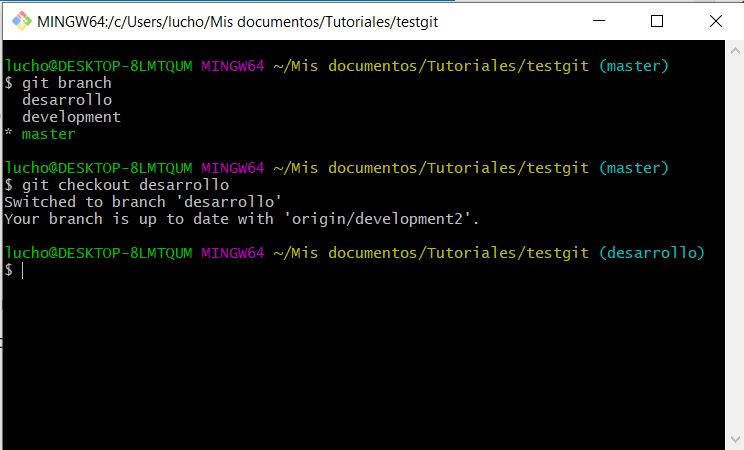 MINGW64:/c/Users/lucho/Mis documentos/Tutoriales/testgit
lucho@DESKTOP-8LMTQUM MINGW64 ~/Mis documentos/Tutoriales/testgit (master)
$ git branch
  desarrollo
  development
* master
lucho@DESKTOP-8LMTQUM MINGW64 ~/Mis documentos/Tutoriales/testgit (master)
$ git checkout desarrollo
Switched to branch 'desarrollo'
Your branch is up to date with 'origin/development2'.
lucho@DESKTOP-8LMTQUM MINGW64 ~/Mis documentos/Tutoriales/testgit (desarrollo)
$